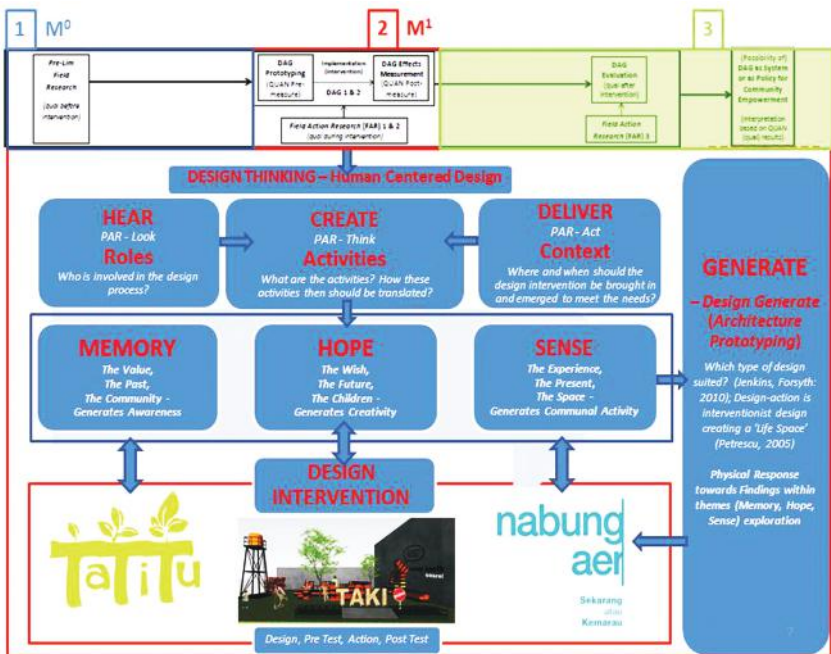 1 M⁰
2 M¹
3
Pre-Lim
Field
Research
(qual before
intervention)
DAG
Prototyping
(QUAN Pre-
measure)
Implementation
(Intervention)
DAG 1 & 2
DAG Effects
Measurement
(QUAN Post-
measure)
Field Action Research (FAR) 1 & 2
(qual during intervention)
DAG
Evaluation
(qual after
intervention)
Field Action
Research (FAR) 3
(Possibility of)
DAG as System
or as Policy for
Community
Empowerment
(Interpretation
based on QUAN
(qual) results)
DESIGN THINKING – Human Centered Design
HEAR
PAR - Look
Roles
Who is involved in the design
process?
CREATE
PAR - Think
Activities
What are the activities? How these
activities then should be translated?
DELIVER
PAR - Act
Context
Where and when should the
design intervention be brought in
and emerged to meet the needs?
MEMORY
The Value,
The Past,
The Community -
Generates Awareness
HOPE
The Wish,
The Future,
The Children -
Generates Creativity
SENSE
The Experience,
The Present,
The Space -
Generates Communal Activity
GENERATE
– Design Generate
(Architecture
Prototyping)
Which type of design
suited? (Jenkins, Forsyth:
2010); Design-action is
interventionist design
creating a 'Life Space'
(Petrescu, 2005)
Physical Response
towards Findings within
themes (Memory, Hope,
Sense) exploration
DESIGN
INTERVENTION
TaTiTu
TAKI
nabung
aer
Sekarang
atau
Kemarau
Design, Pre Test, Action, Post Test
7